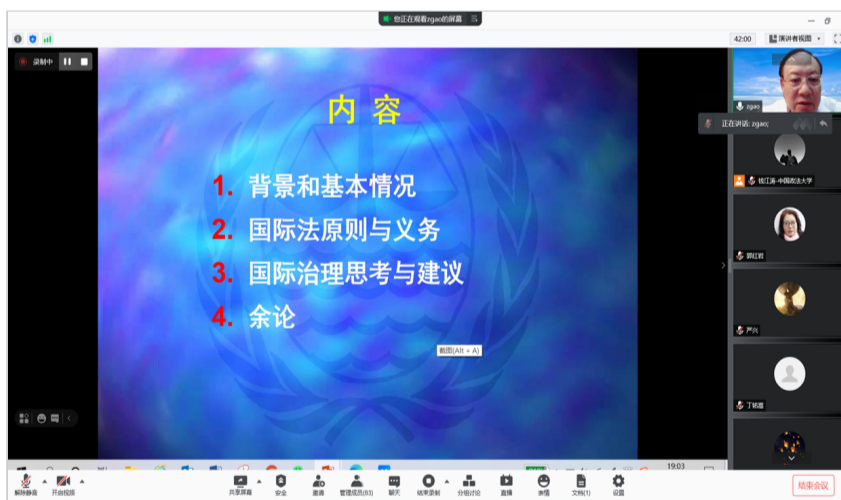 您正在观看zgao的屏幕
42:00
演讲者视图
录制中
内 容
1. 背景和基本情况
2. 国际法原则与义务
3. 国际治理思考与建议
4. 余论
截图(Alt + A)
zgao
正在讲话: zgao;
钱江涛-中国政法大学
郭红岩
严兴
丁铭霞
19:03
解除静音
开启视频
共享屏幕
安全
邀请
管理成员(83)
聊天
结束录制
分组讨论
直播
表情
文档(1)
设置
结束会议